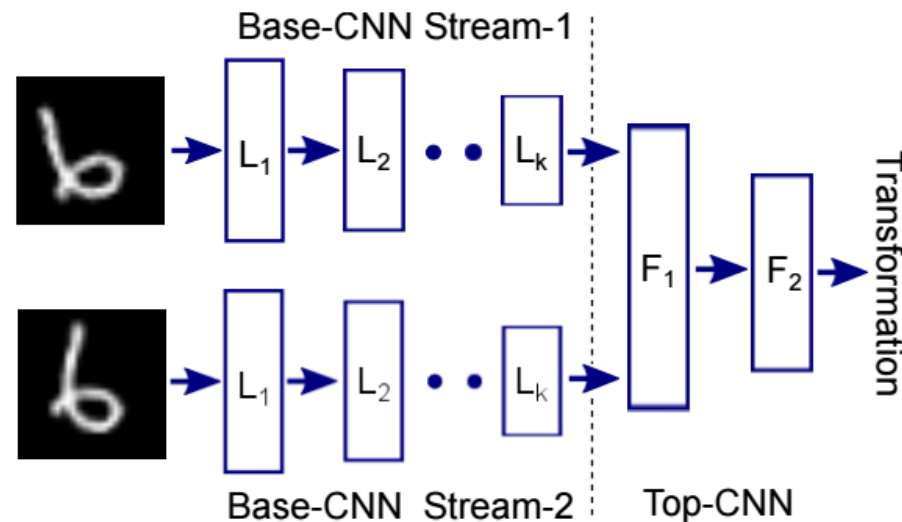 Base-CNN Stream-1
L₁
L₂
Lₖ
F₁
F₂
Transformation
L₁
L₂
Lₖ
Base-CNN Stream-2
Top-CNN